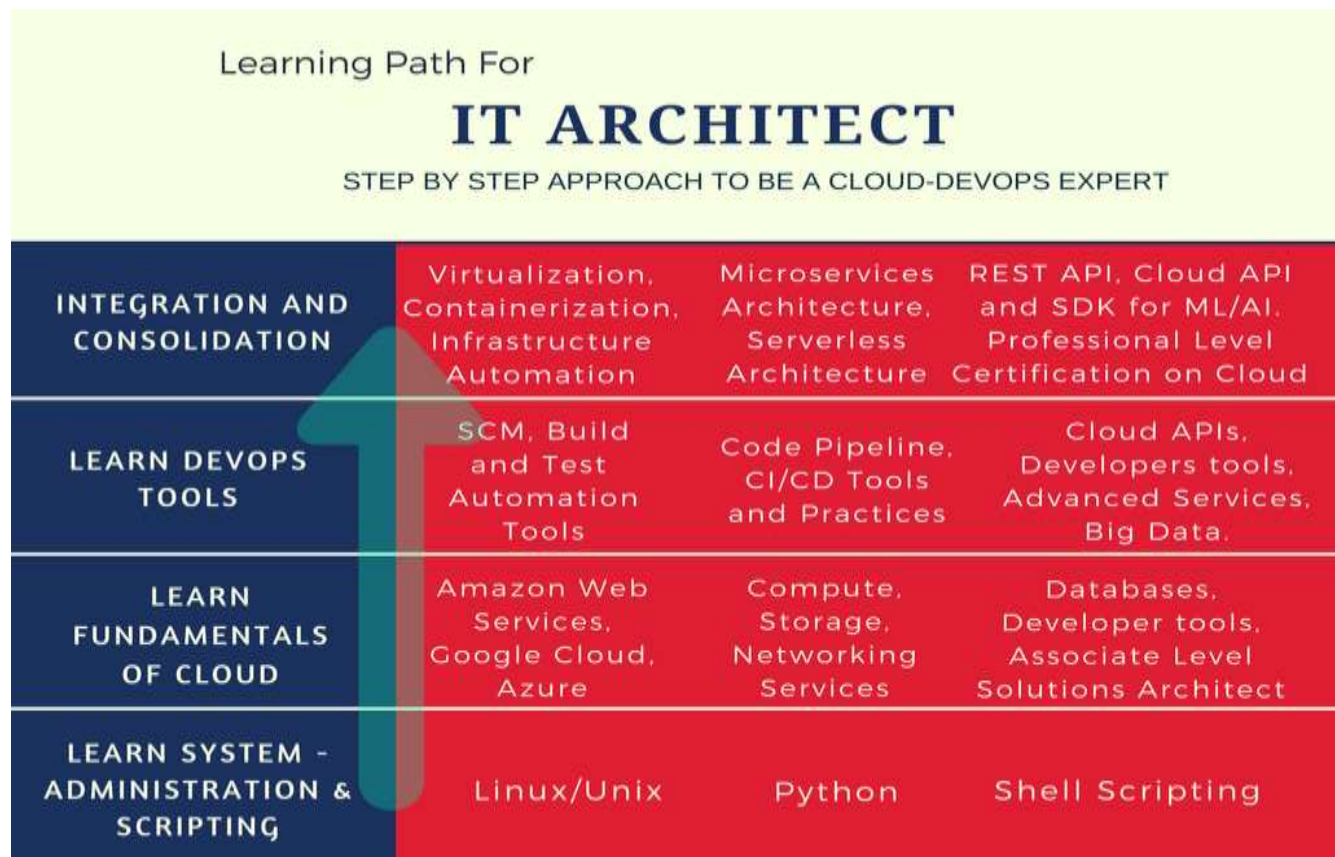 Learning Path For
IT ARCHITECT
STEP BY STEP APPROACH TO BE A CLOUD-DEVOPS EXPERT
INTEGRATION AND
CONSOLIDATION
Virtualization,
Containerization,
Infrastructure
Automation
Microservices
Architecture,
Serverless
Architecture
REST API, Cloud API
and SDK for ML/AI.
Professional Level
Certification on Cloud
LEARN DEVOPS
TOOLS
SCM, Build
and Test
Automation
Tools
Code Pipeline,
CI/CD Tools
and Practices
Cloud APIs,
Developers tools,
Advanced Services,
Big Data.
LEARN
FUNDAMENTALS
OF CLOUD
Amazon Web
Services,
Google Cloud,
Azure
Compute,
Storage,
Networking
Services
Databases,
Developer tools,
Associate Level
Solutions Architect
LEARN SYSTEM -
ADMINISTRATION &
SCRIPTING
Linux/Unix
Python
Shell Scripting